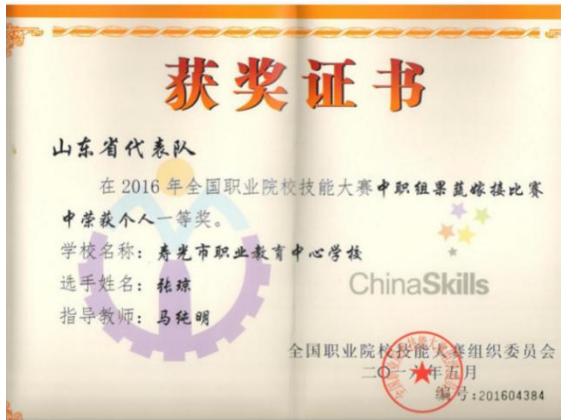 获奖证书
山东省代表队
在2016年全国职业院校技能大赛中职组果蔬嫁接比赛
中荣获个人一等奖。
学校名称：寿光市职业教育中心学校
选手姓名：张琼
指导教师：马纯明
ChinaSkills
全国职业院校技能大赛组织委员会
二〇一六年五月
编号:201604384